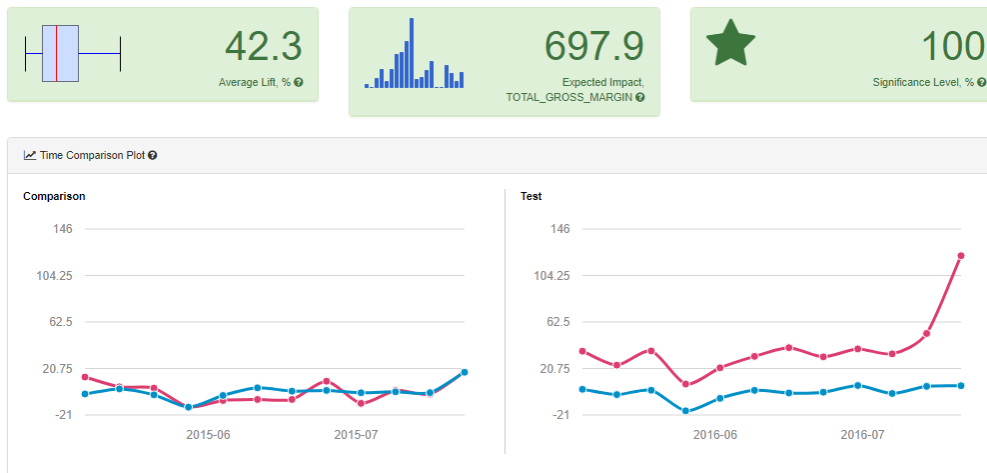 42.3
Average Lift, %
697.9
Expected Impact,
TOTAL_GROSS_MARGIN
100
Significance Level, %
Time Comparison Plot
Comparison
146
104.25
62.5
20.75
-21
2015-06 2015-07
Test
146
104.25
62.5
20.75
-21
2016-06 2016-07